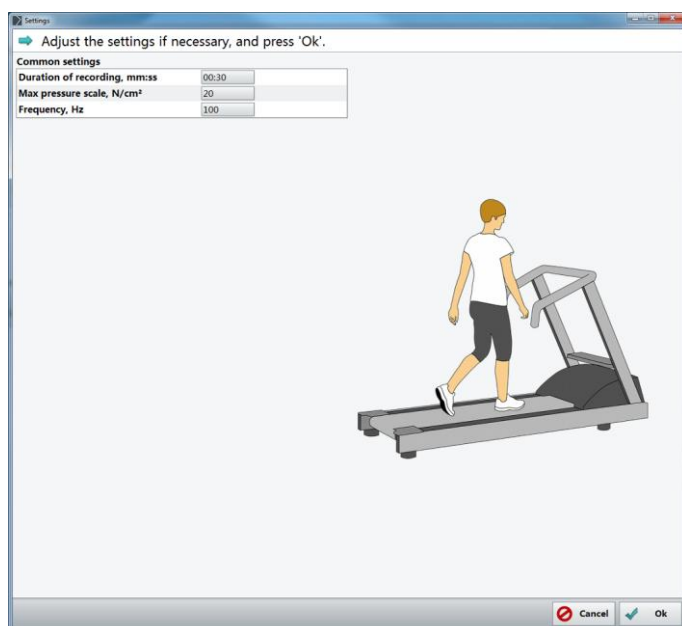 Settings
Adjust the settings if necessary, and press 'Ok'.
Common settings
Duration of recording, mm:ss 00:30
Max pressure scale, N/cm² 20
Frequency, Hz 100
Cancel Ok